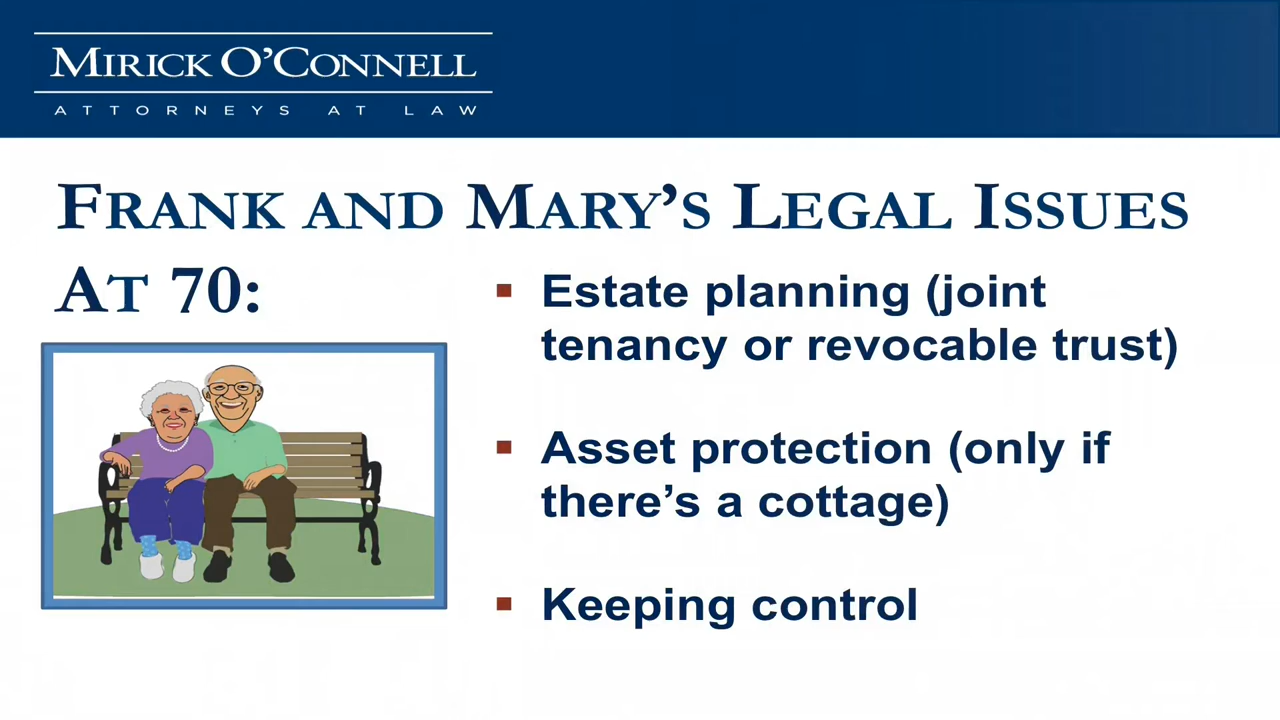 MIRICK O'CONNELL
ATTORNEYS AT LAW
FRANK AND MARY'S LEGAL ISSUES
AT 70:
▪ Estate planning (joint
tenancy or revocable trust)
▪ Asset protection (only if
there's a cottage)
▪ Keeping control